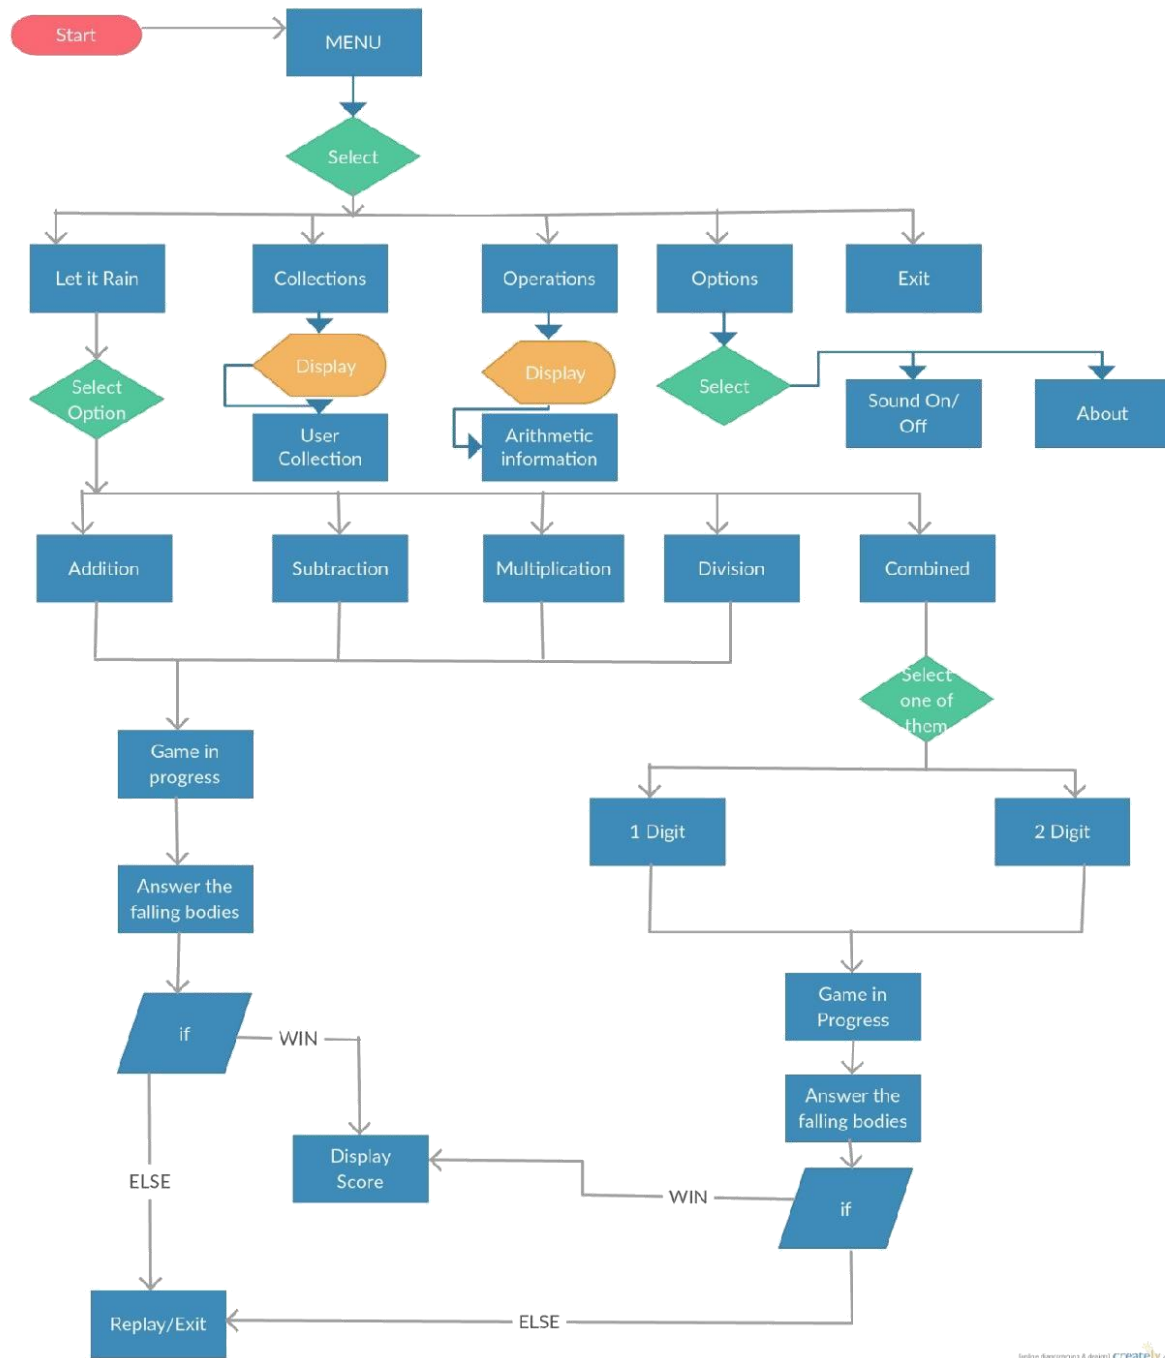 Start
MENU
Select
Let it Rain
Collections
Operations
Options
Exit
Select
Option
Display
Display
Select
Sound On/
Off
About
User
Collection
Arithmetic
information
Addition
Subtraction
Multiplication
Division
Combined
Select
one of
them
Game in
progress
1 Digit
2 Digit
Answer the
falling bodies
Game in
Progress
if
WIN
Answer the
falling bodies
Display
Score
ELSE
WIN
if
Replay/Exit
ELSE
creately